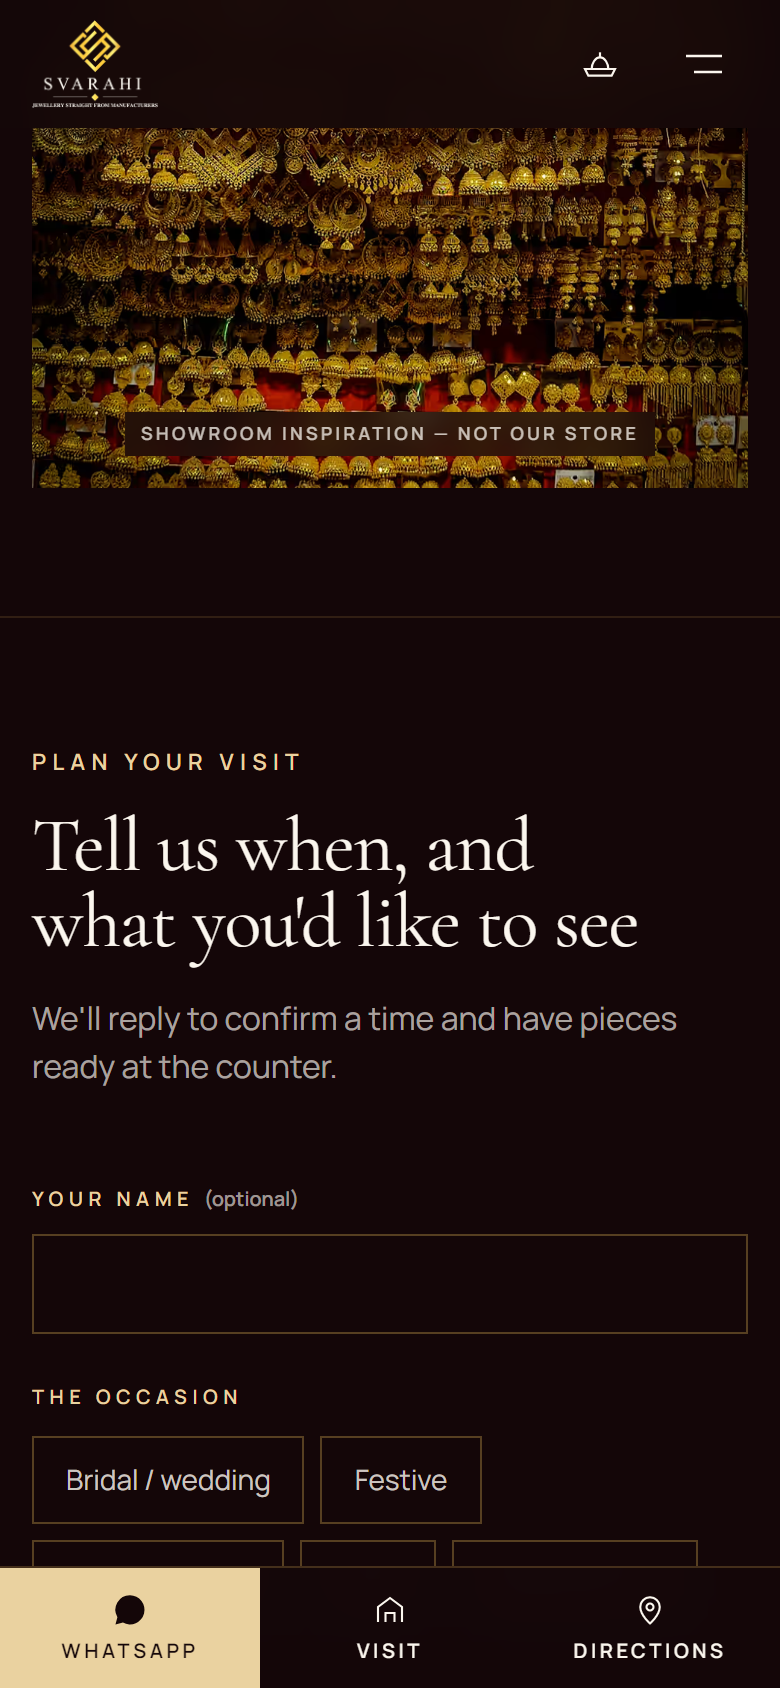 SVARAHI
JEWELLERY STRAIGHT FROM MANUFACTURERS
SHOWROOM INSPIRATION — NOT OUR STORE
PLAN YOUR VISIT
Tell us when, and
what you'd like to see
We'll reply to confirm a time and have pieces
ready at the counter.
YOUR NAME (optional)
THE OCCASION
Bridal / wedding Festive
WHATSAPP VISIT DIRECTIONS